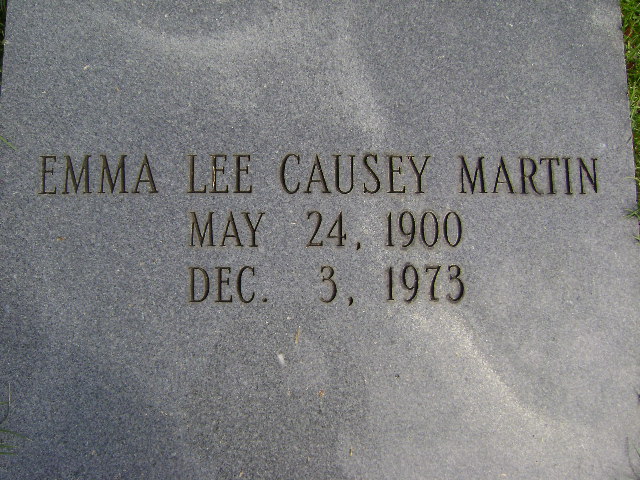 EMMA LEE CAUSEY MARTIN
MAY 24, 1900
DEC. 3, 1973